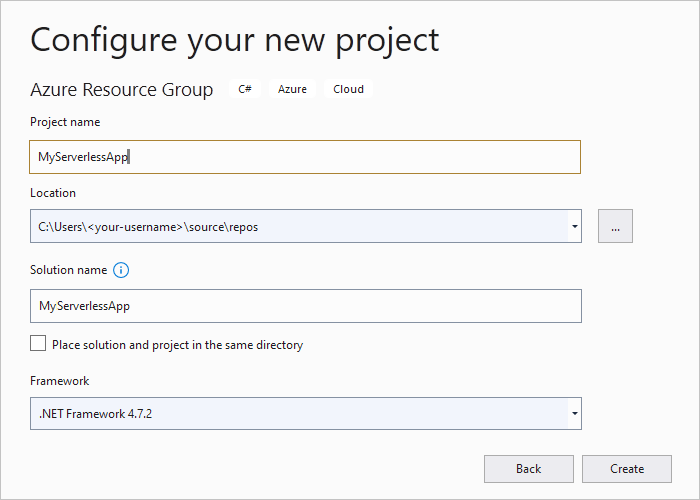 Configure your new project
Azure Resource Group C# Azure Cloud
Project name
MyServerlessApp
Location
C:\Users\<your-username>\source\repos
...
Solution name
MyServerlessApp
Place solution and project in the same directory
Framework
.NET Framework 4.7.2
Back Create